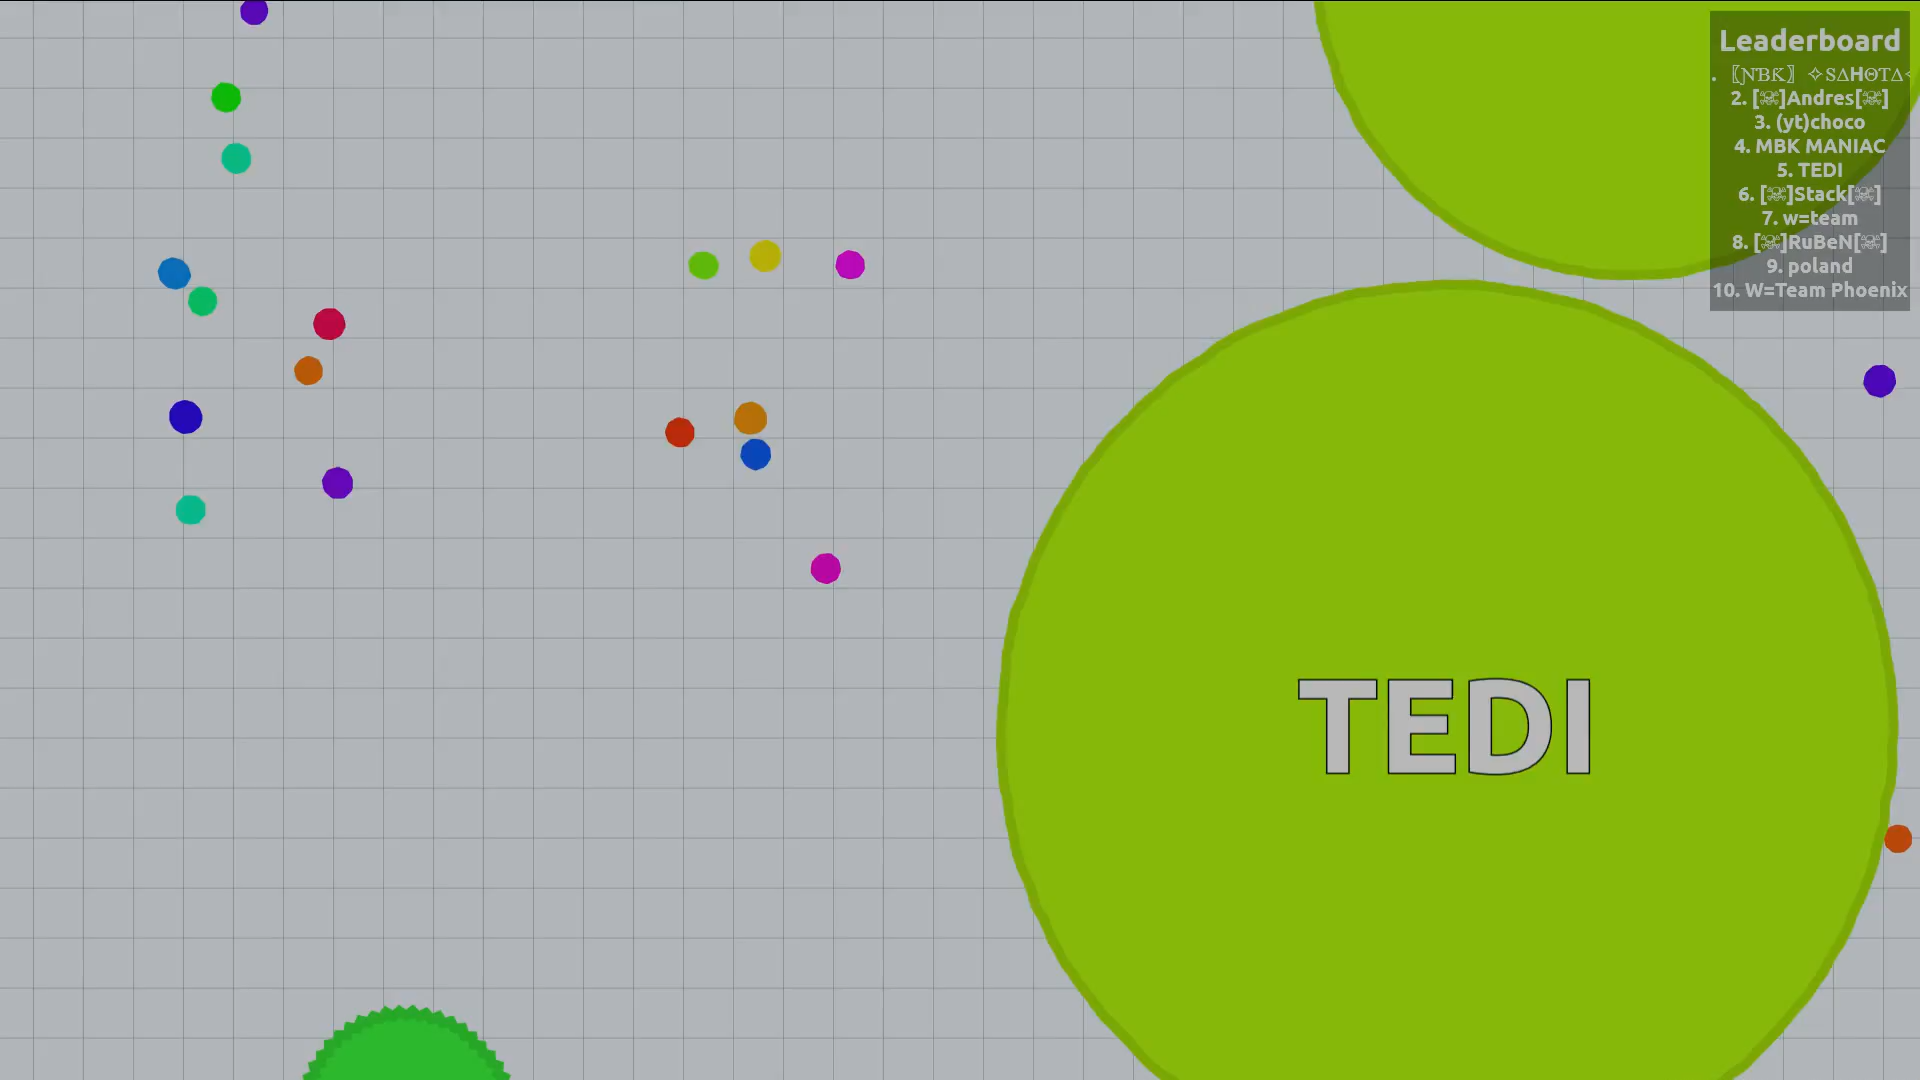 Leaderboard
. 〖ƝƁƘ〗 ✧SΔHΘTΔ
2. [☠]Andres[☠]
3. (yt)choco
4. MBK MANIAC
5. TEDI
6. [☠]Stack[☠]
7. w=team
8. [☠]RuBeN[☠]
9. poland
10. W=Team Phoenix
TEDI